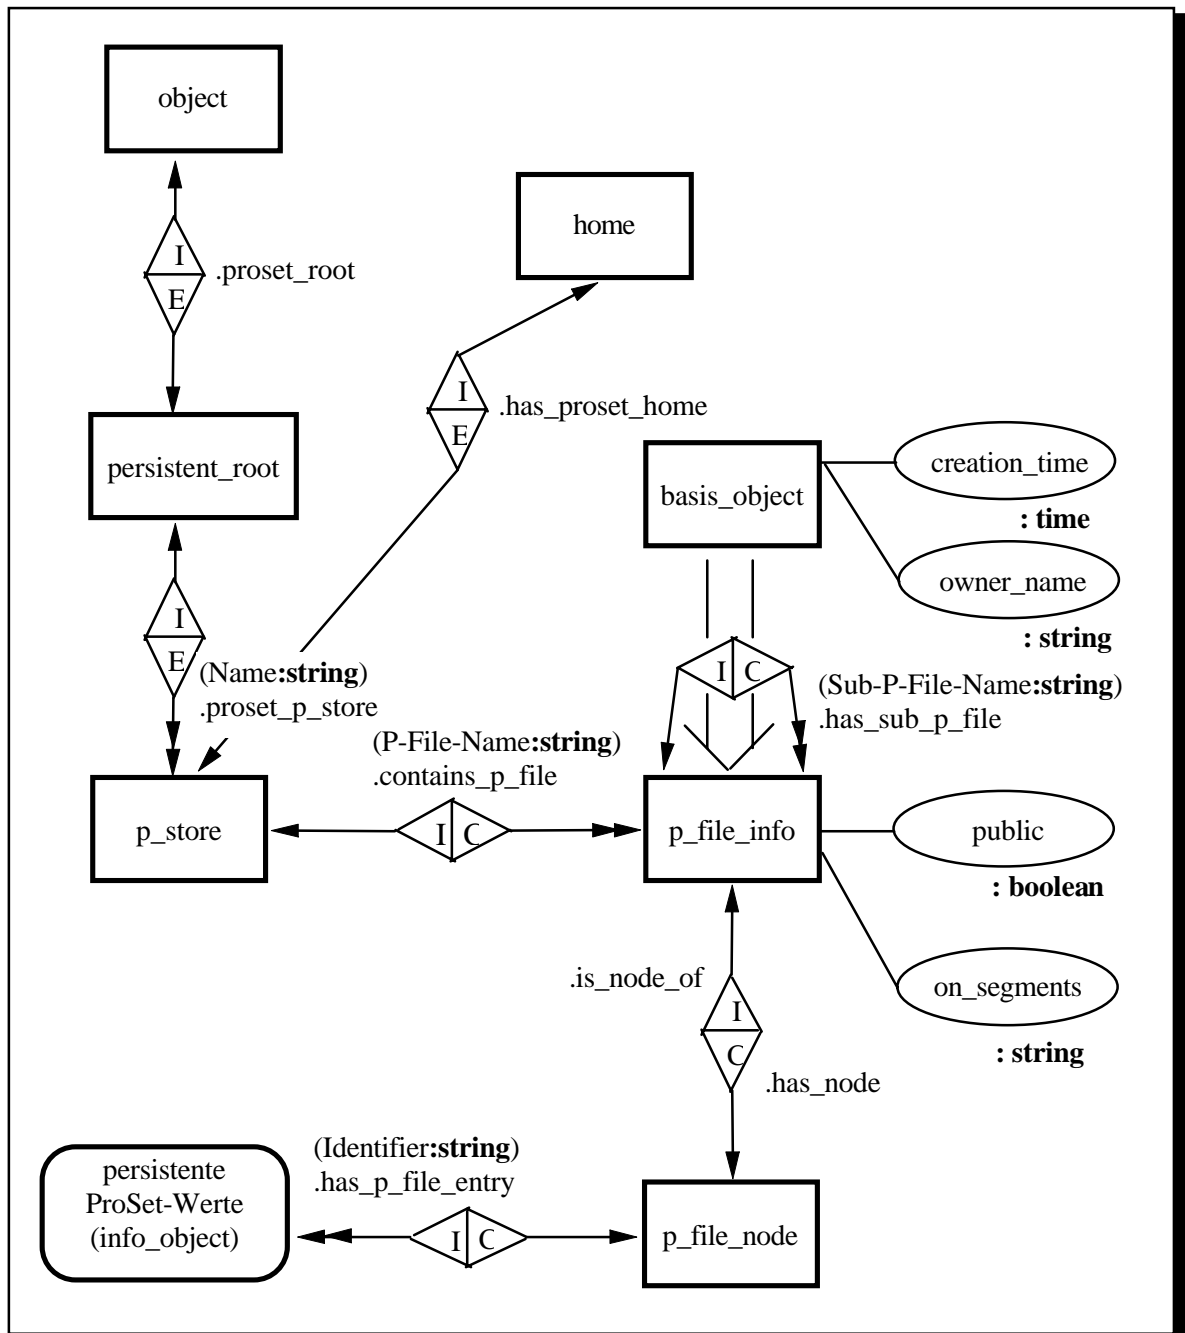 object
home
I
.proset_root
E
I
.has_proset_home
E
persistent_root
basis_object
creation_time
: time
owner_name
: string
I
E
(Name:string)
.proset_p_store
I C
(Sub-P-File-Name:string)
.has_sub_p_file
(P-File-Name:string)
.contains_p_file
p_store
I C
p_file_info
public
: boolean
.is_node_of
I
C
.has_node
on_segments
: string
persistente
ProSet-Werte
(info_object)
(Identifier:string)
.has_p_file_entry
I C
p_file_node